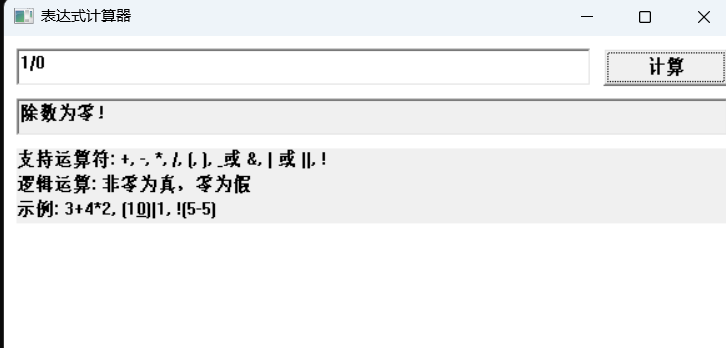 表达式计算器
1/0
计算
除数为零!
支持运算符: +, -, *, /, (, ), _或 &, | 或 ||, !
逻辑运算: 非零为真，零为假
示例: 3+4*2, (10)|1, !(5-5)